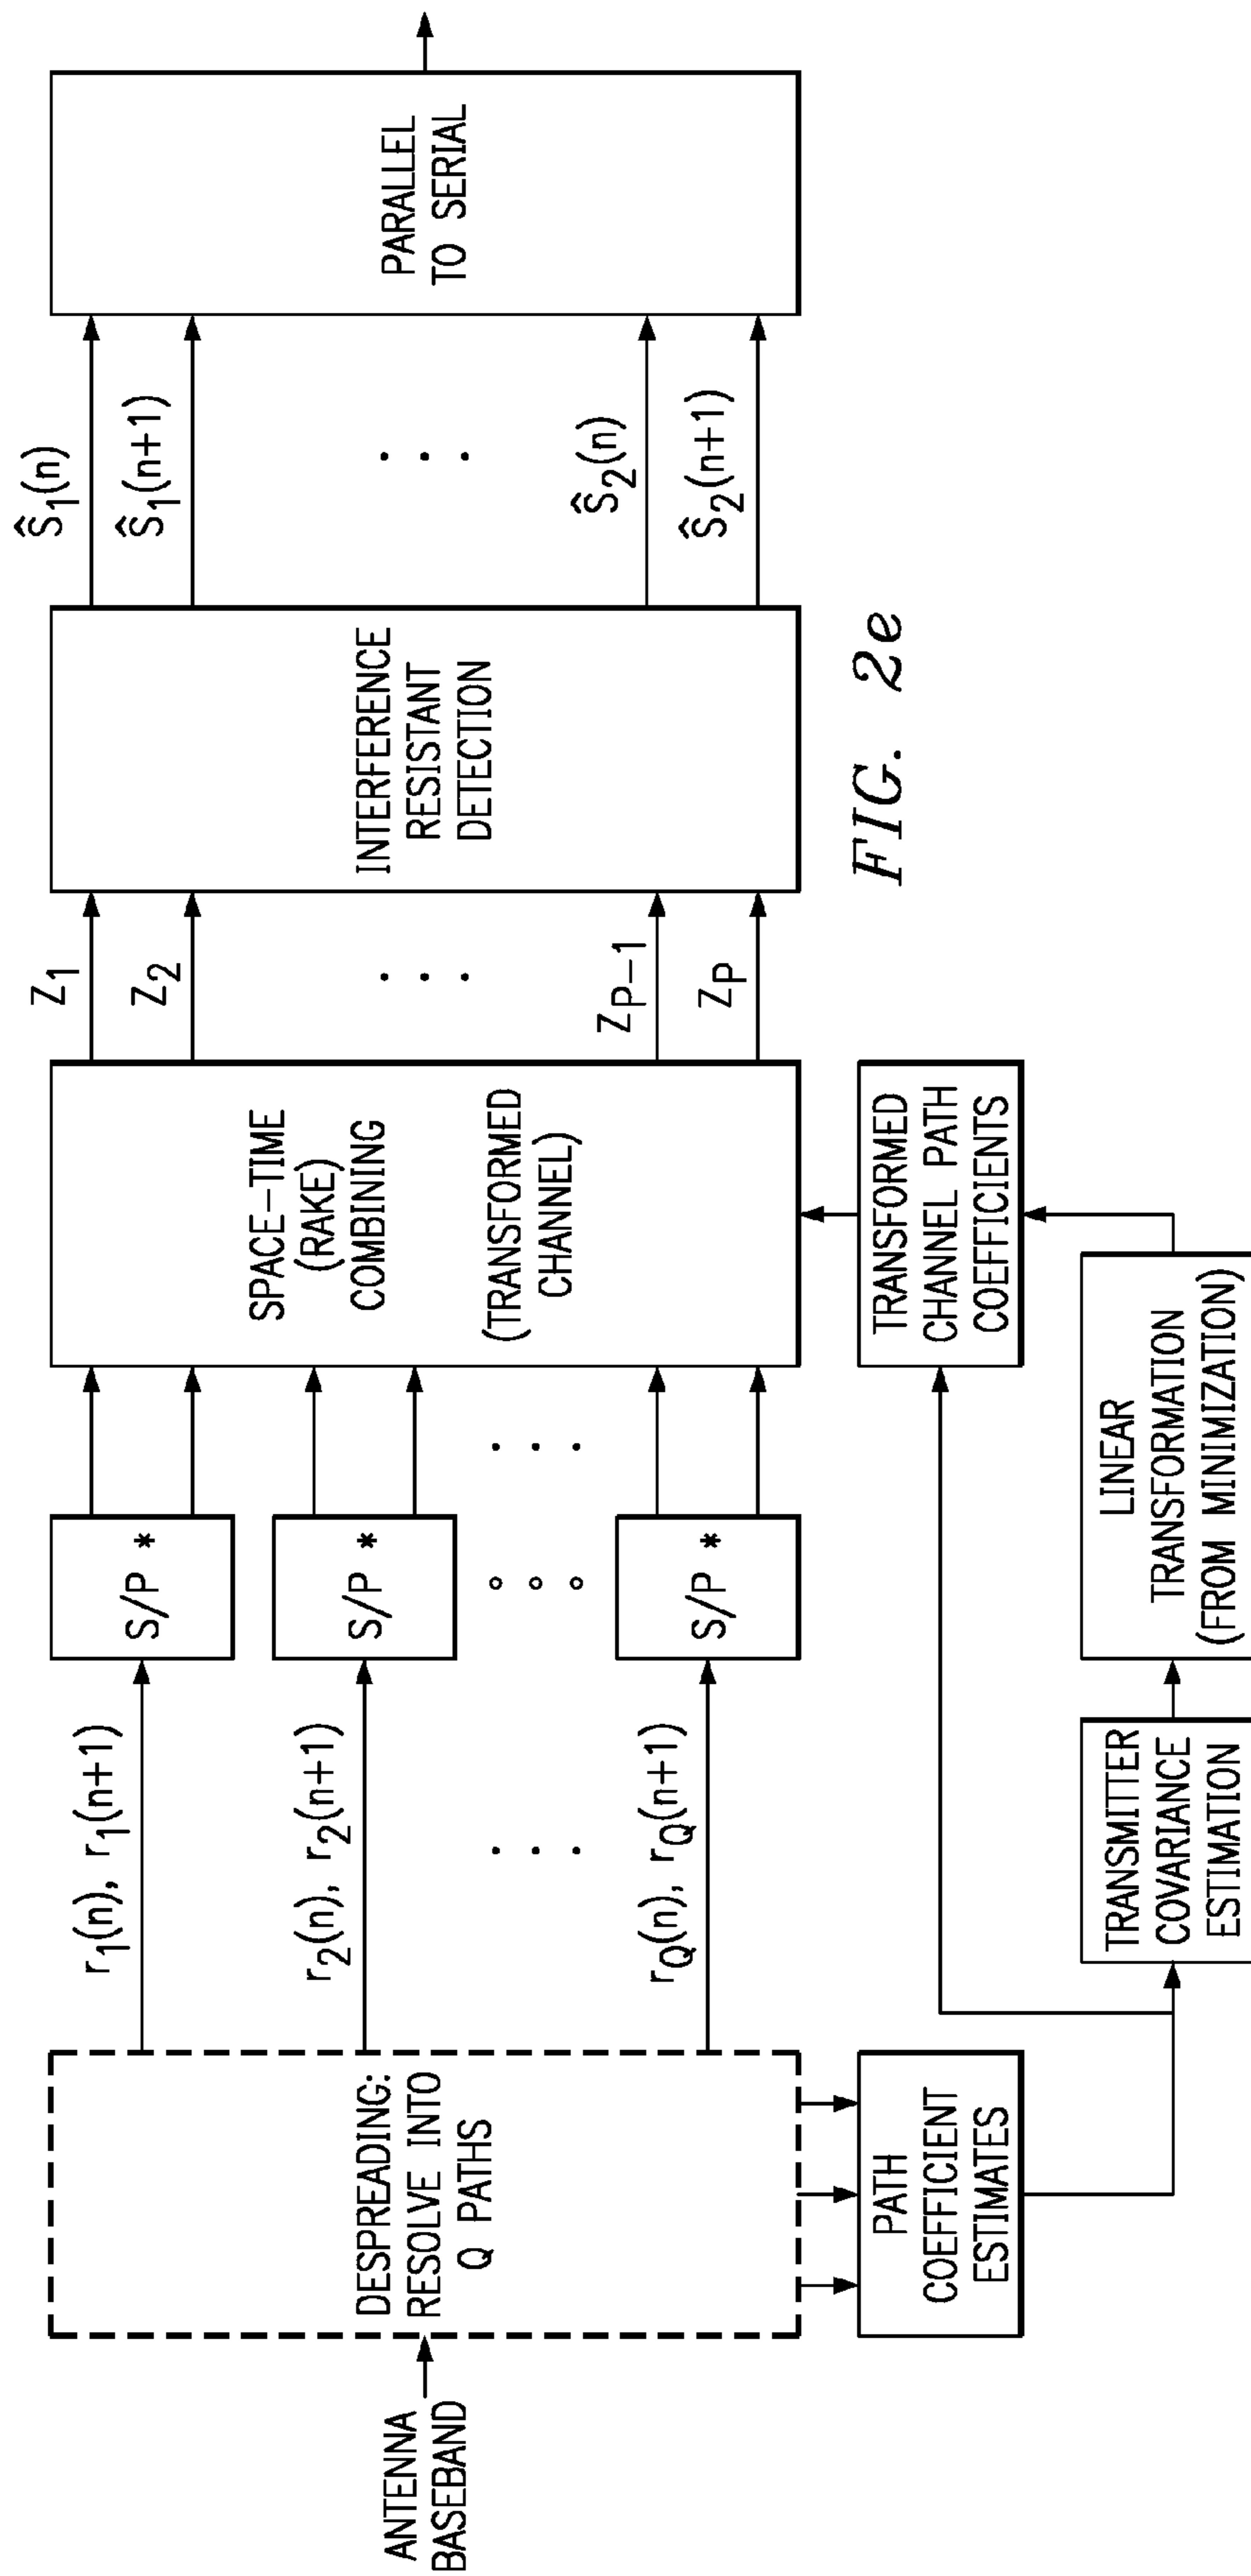 ANTENNA
BASEBAND
DESPREADING:
RESOLVE INTO
Q PATHS
r1(n), r1(n+1)
r2(n), r2(n+1)
. . .
rQ(n), rQ(n+1)
S/P *
S/P *
S/P *
. . .
SPACE-TIME
(RAKE)
COMBINING
(TRANSFORMED
CHANNEL)
Z1
Z2
. . .
ZP-1
ZP
INTERFERENCE
RESISTANT
DETECTION
ŝ1(n)
ŝ1(n+1)
. . .
ŝ2(n)
ŝ2(n+1)
PARALLEL
TO SERIAL
PATH
COEFFICIENT
ESTIMATES
TRANSMITTER
COVARIANCE
ESTIMATION
LINEAR
TRANSFORMATION
(FROM MINIMIZATION)
TRANSFORMED
CHANNEL PATH
COEFFICIENTS
FIG. 2e